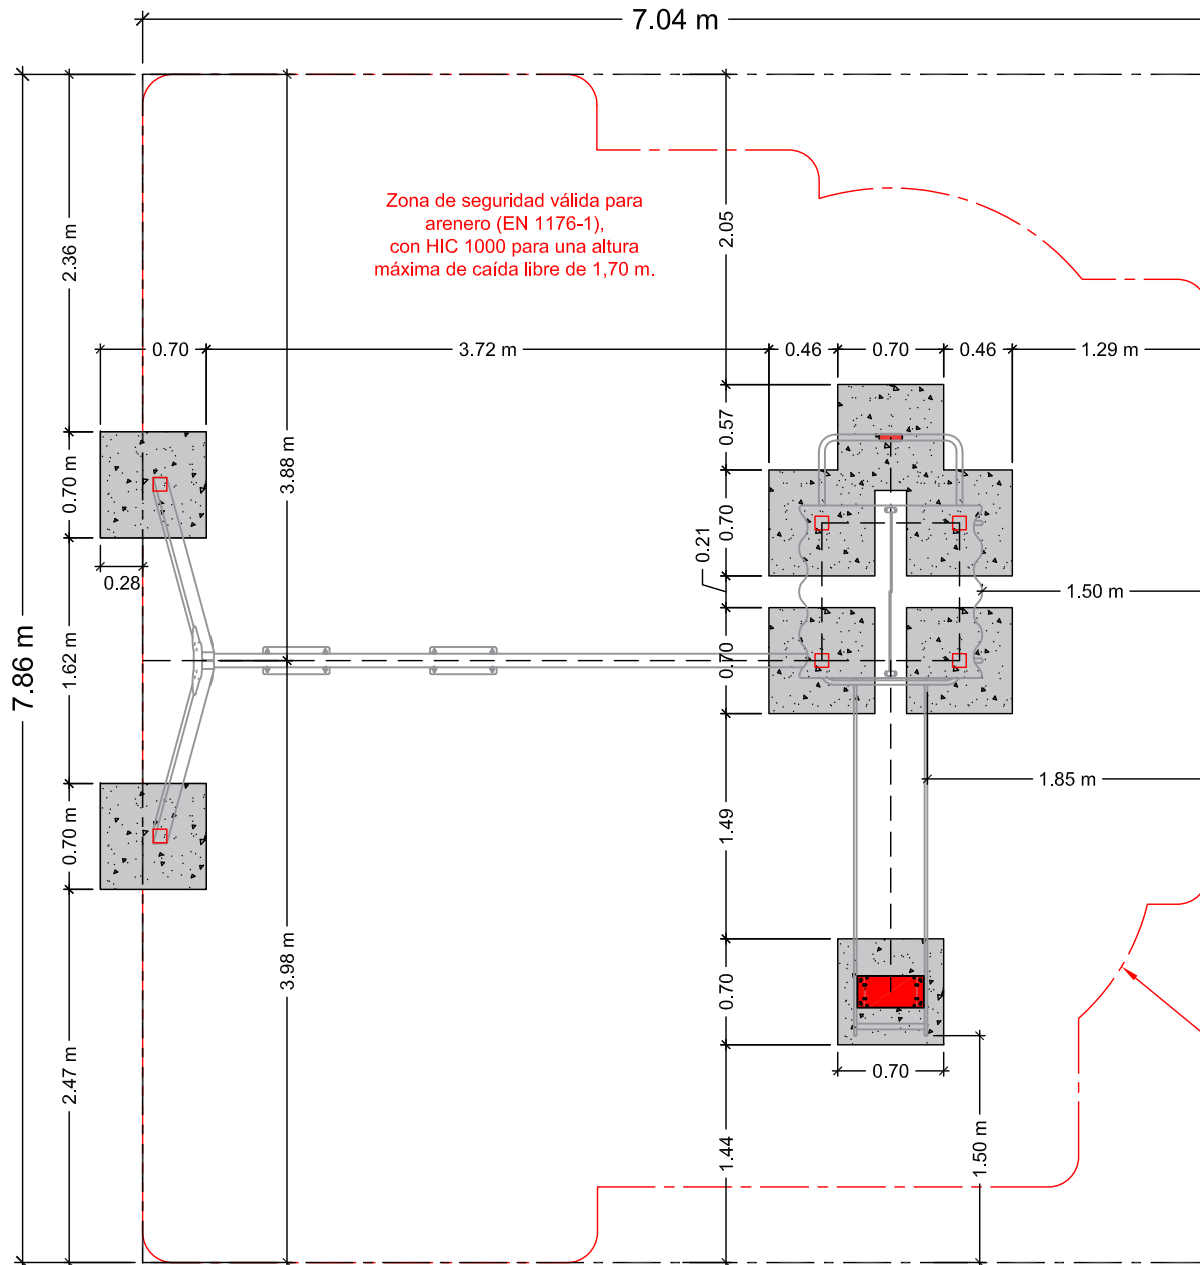 7.04 m
Zona de seguridad válida para
arenero (EN 1176-1),
con HIC 1000 para una altura
máxima de caída libre de 1,70 m.
2.36 m
2.05
0.70
3.72 m
0.46
0.70
0.46
1.29 m
0.57
3.88 m
0.70 m
0.70
0.21
0.28
1.50 m
7.86 m
1.62 m
0.70
1.85 m
1.49
0.70 m
3.98 m
0.70
2.47 m
0.70
1.44
1.50 m